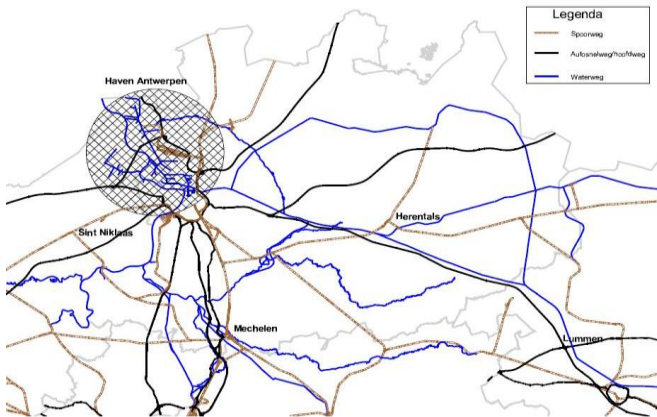 Legenda
Spoorweg
Autosnelweg/hoofdweg
Waterweg
Haven Antwerpen
Herentals
Sint Niklaas
Mechelen
Lummen